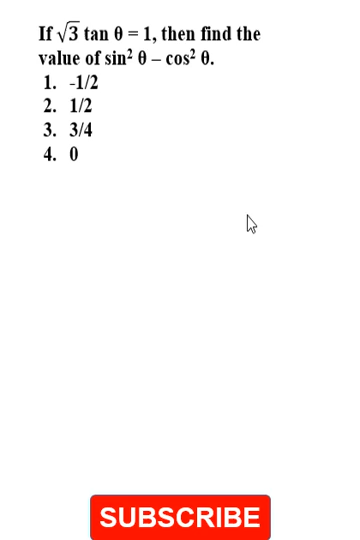 If √3 tan θ = 1, then find the
value of sin² θ – cos² θ.
1. -1/2
2. 1/2
3. 3/4
4. 0
SUBSCRIBE